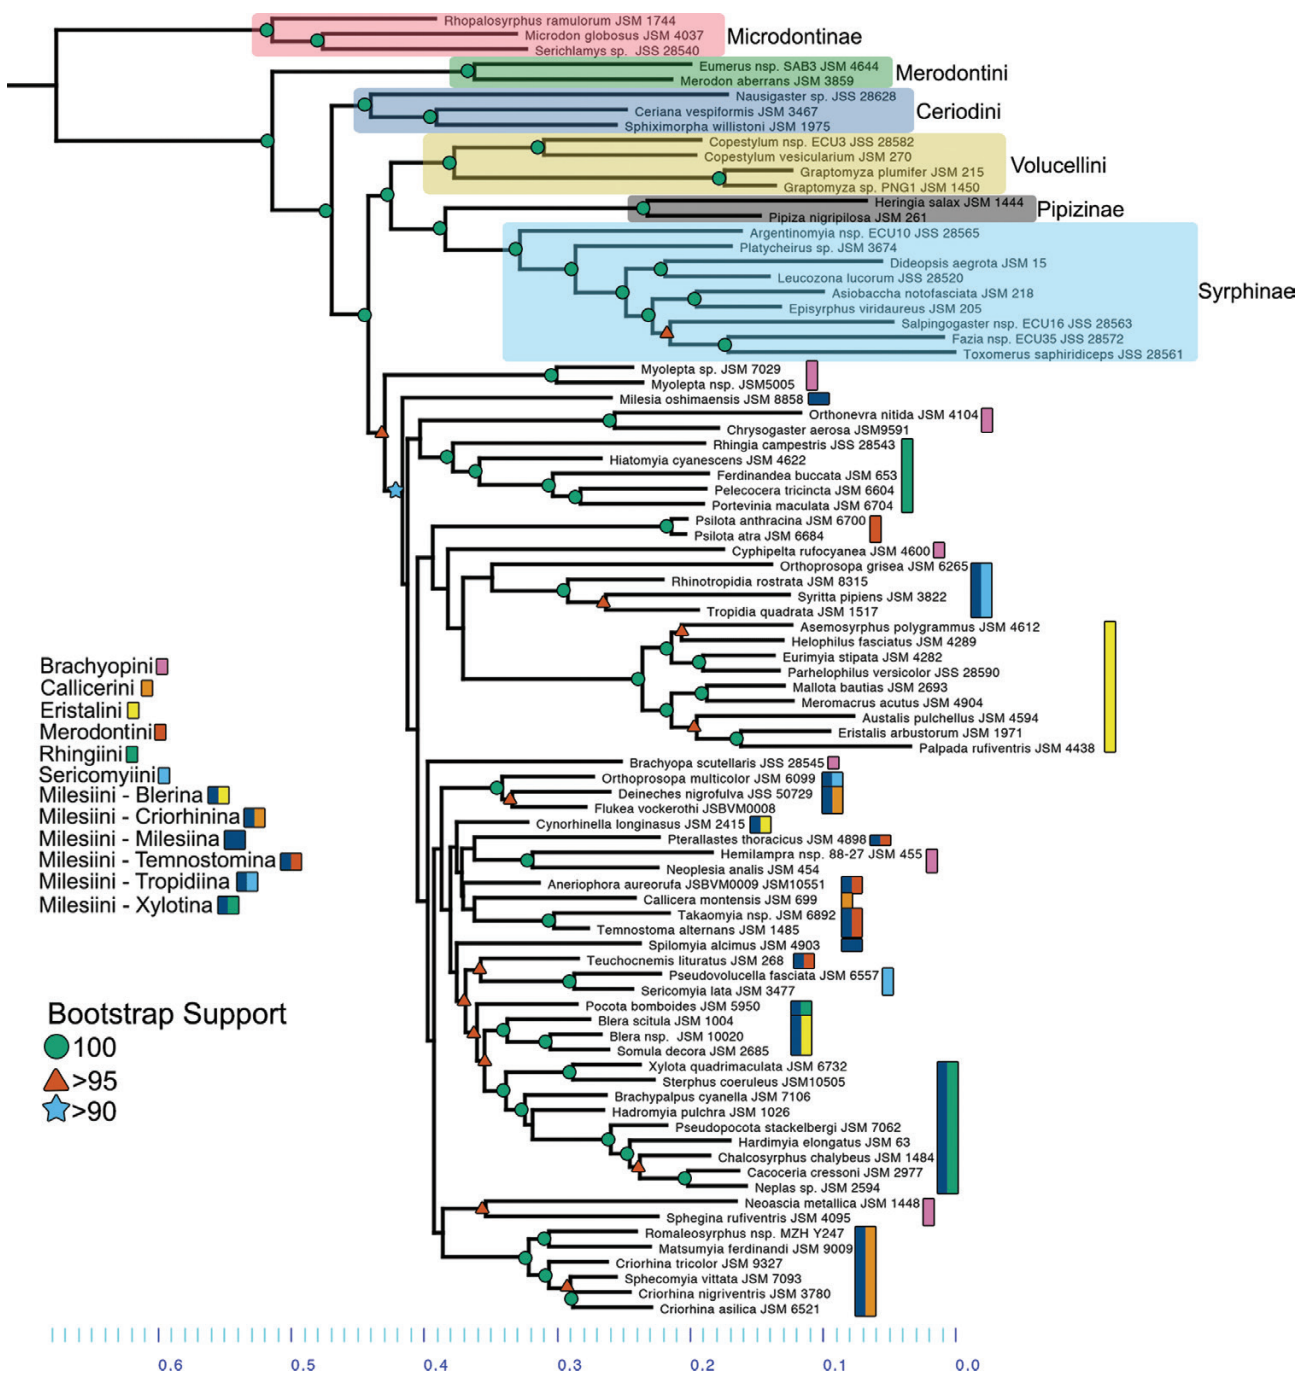 Rhopalosyrphus ramulorum JSM 1744
Microdon globosus JSM 4037
Serichlamys sp. JSS 28540
Microdontinae
Eumerus nsp. SAB3 JSM 4644
Merodon aberrans JSM 3859
Merodontini
Nausigaster sp. JSS 28628
Ceriana vespiformis JSM 3467
Sphiximorpha willistoni JSM 1975
Ceriodini
Copestylum nsp. ECU3 JSS 28582
Copestylum vesicularium JSM 270
Graptomyza plumifer JSM 215
Graptomyza sp. PNG1 JSM 1450
Volucellini
Heringia salax JSM 1444
Pipiza nigripilosa JSM 261
Pipizinae
Argentinomyia nsp. ECU10 JSS 28565
Platycheirus sp. JSM 3674
Dideopsis aegrota JSM 15
Leucozona lucorum JSS 28520
Asiobaccha notofasciata JSM 218
Episyrphus viridaureus JSM 205
Salpingogaster nsp. ECU16 JSS 28563
Fazia nsp. ECU35 JSS 28572
Toxomerus saphiridiceps JSS 28561
Syrphinae
Myolepta sp. JSM 7029
Myolepta nsp. JSM5005
Milesia oshimaensis JSM 8858
Orthonevra nitida JSM 4104
Chrysogaster aerosa JSM9591
Rhingia campestris JSS 28543
Hiatomyia cyanescens JSM 4622
Ferdinandea buccata JSM 653
Pelecocera tricincta JSM 6604
Portevinia maculata JSM 6704
Psilota anthracina JSM 6700
Psilota atra JSM 6684
Cyphipelta rufocyanea JSM 4600
Orthoprosopa grisea JSM 6265
Rhinotropidia rostrata JSM 8315
Syritta pipiens JSM 3822
Tropidia quadrata JSM 1517
Asemosyrphus polygrammus JSM 4612
Helophilus fasciatus JSM 4289
Eurimyia stipata JSM 4282
Parhelophilus versicolor JSS 28590
Mallota bautias JSM 2693
Meromacrus acutus JSM 4904
Australis pulchellus JSM 4594
Eristalis arbustorum JSM 1971
Palpada rufiventris JSM 4438
Brachyopa scutellaris JSS 28545
Orthoprosopa multicolor JSM 6099
Deineches nigrofulva JSS 50729
Flukea vockerothi JSBVM0008
Cynorhinella longinasus JSM 2415
Pterallastes thoracicus JSM 4898
Hemilampra nsp. 88-27 JSM 455
Neoplesia analis JSM 454
Aneriophora aureorufa JSBVM0009 JSM10551
Callicera montensis JSM 699
Takaomyia nsp. JSM 6892
Temnostoma alternans JSM 1485
Spilomyia alcimus JSM 4903
Teuchocnemis lituratus JSM 268
Pseudovolucella fasciata JSM 6557
Sericomyia lata JSM 3477
Pocota bomboides JSM 5950
Blera scitula JSM 1004
Blera nsp. JSM 10020
Somula decora JSM 2685
Xylota quadrimaculata JSM 6732
Sterphus coeruleus JSM10505
Brachypalpus cyanella JSM 7106
Hadromyia pulchra JSM 1026
Pseudopocota stackelbergi JSM 7062
Hardimyia elongatus JSM 63
Chalcosyrphus chalybeus JSM 1484
Cacoceria cressoni JSM 2977
Neplas sp. JSM 2594
Neoascia metallica JSM 1448
Sphegina rufiventris JSM 4095
Romaleosyrphus nsp. MZH Y247
Matsumyia ferdinandi JSM 9009
Criorhina tricolor JSM 9327
Sphecomyia vittata JSM 7093
Criorhina nigriventris JSM 3780
Criorhina asilica JSM 6521
Brachyopini
Callicerini
Eristalini
Merodontini
Rhingiini
Sericomyiini
Milesiini - Blerina
Milesiini - Criorhinina
Milesiini - Milesiina
Milesiini - Temnostomina
Milesiini - Tropidiina
Milesiini - Xylotina
Bootstrap Support
100
>95
>90
0.6 0.5 0.4 0.3 0.2 0.1 0.0